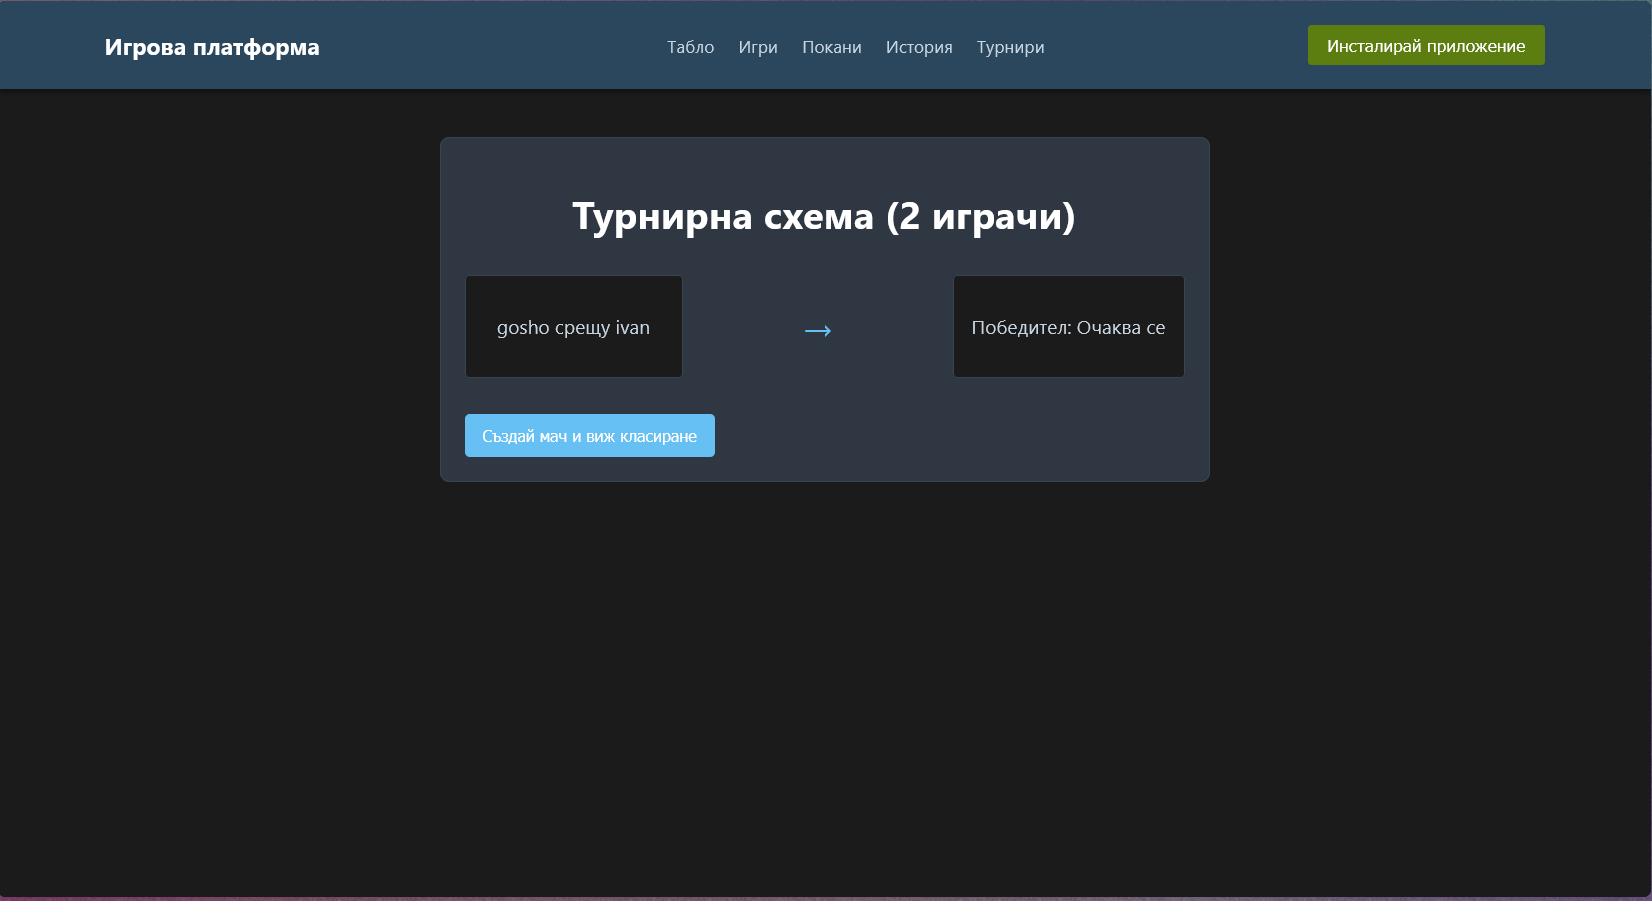 Игрова платформа
Табло Игри Покани История Турнири
Инсталирай приложение
Турнирна схема (2 играчи)
gosho срещу ivan
→
Победител: Очаква се
Създай мач и виж класиране